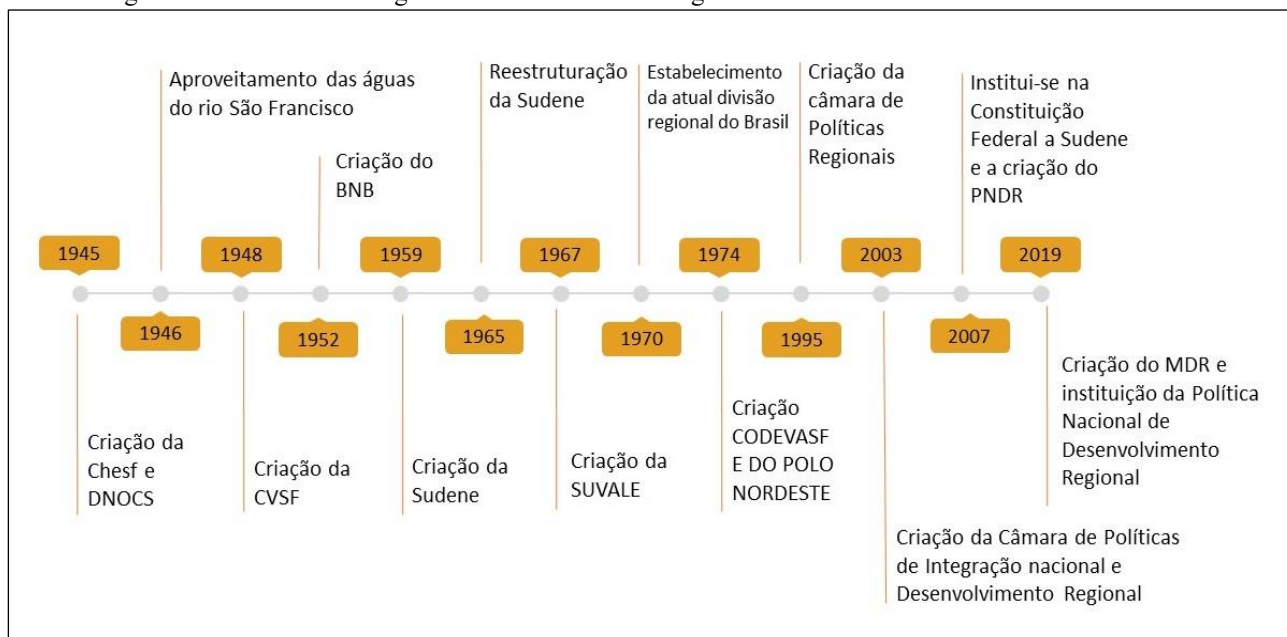 Aproveitamento das águas
do rio São Francisco
Criação do
BNB
Reestruturação
da Sudene
Estabelecimento
da atual divisão
regional do Brasil
Criação da
câmara de
Políticas
Regionais
Institui-se na
Constituição
Federal a Sudene
e a criação do
PNDR
1945
1948
1959
1967
1974
2003
2019
1946
1952
1965
1970
1995
2007
Criação da
Chesf e
DNOCS
Criação da
CVSF
Criação da
Sudene
Criação da
SUVALE
Criação
CODEVASF
E DO POLO
NORDESTE
Criação da Câmara de Políticas
de Integração nacional e
Desenvolvimento Regional
Criação do MDR e
instituição da Política
Nacional de
Desenvolvimento
Regional